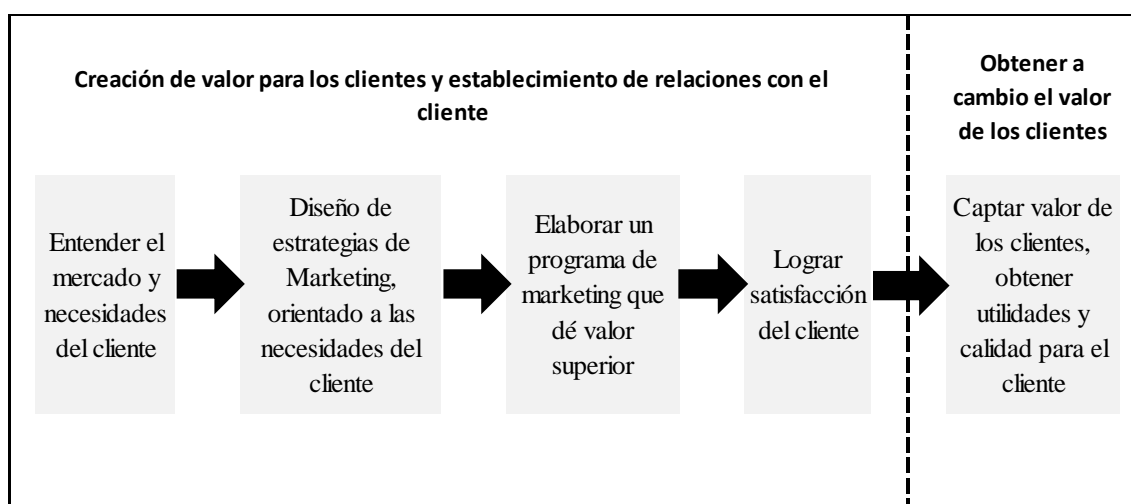 Creación de valor para los clientes y establecimiento de relaciones con el
cliente
Obtener a
cambio el valor
de los clientes
Entender el
mercado y
necesidades
del cliente
Diseño de
estrategias de
Marketing,
orientado a las
necesidades del
cliente
Elaborar un
programa de
marketing que
dé valor
superior
Lograr
satisfacción
del cliente
Captar valor de
los clientes,
obtener
utilidades y
calidad para el
cliente